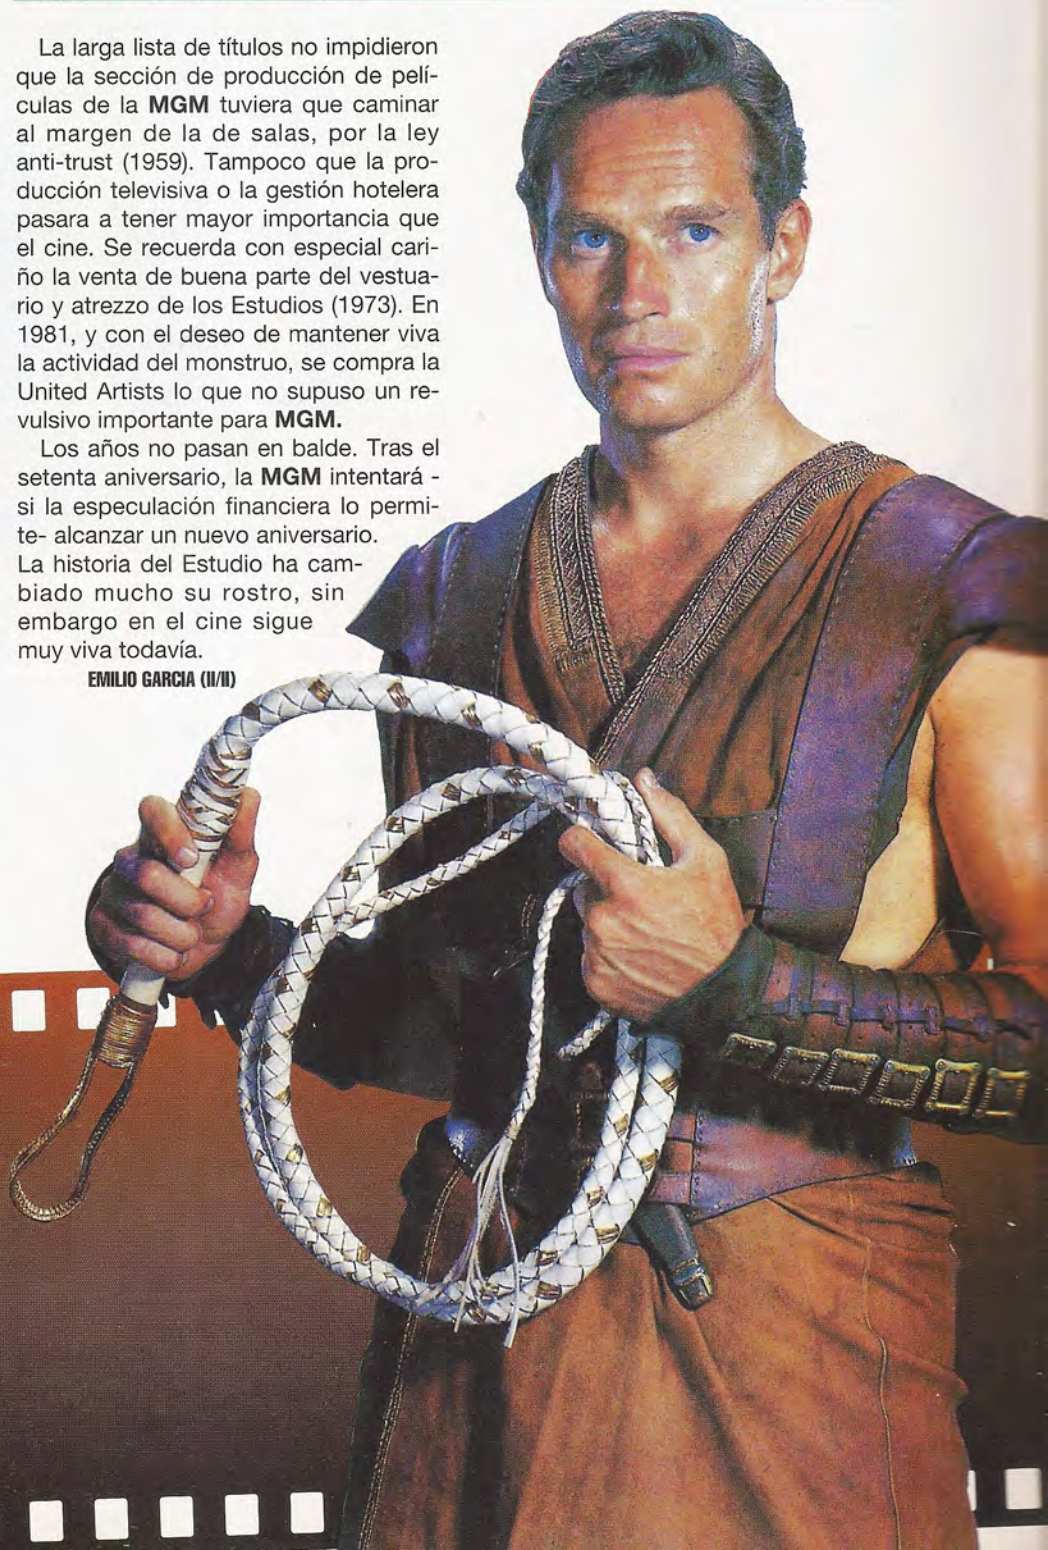 La larga lista de títulos no impidieron
que la sección de producción de pelí-
culas de la MGM tuviera que caminar
al margen de la de salas, por la ley
anti-trust (1959). Tampoco que la pro-
ducción televisiva o la gestión hotelera
pasara a tener mayor importancia que
el cine. Se recuerda con especial cari-
ño la venta de buena parte del vestua-
rio y atrezzo de los Estudios (1973). En
1981, y con el deseo de mantener viva
la actividad del monstruo, se compra la
United Artists lo que no supuso un re-
vulsivo importante para MGM.
Los años no pasan en balde. Tras el
setenta aniversario, la MGM intentará -
si la especulación financiera lo permi-
te- alcanzar un nuevo aniversario.
La historia del Estudio ha cam-
biado mucho su rostro, sin
embargo en el cine sigue
muy viva todavía.
EMILIO GARCIA (II/II)